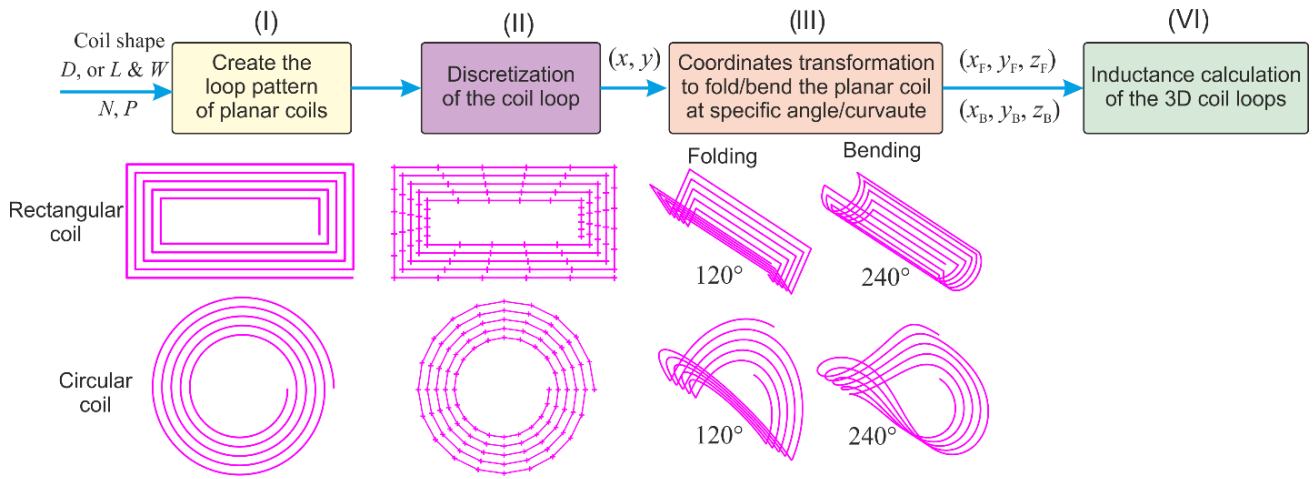 (I)
(II)
(III)
(VI)
Coil shape
D, or L & W
N, P
Create the
loop pattern
of planar coils
Discretization
of the coil loop
(x, y)
Coordinates transformation
to fold/bend the planar coil
at specific angle/curvaute
(xF, yF, zF)
(xB, yB, zB)
Inductance calculation
of the 3D coil loops
Folding
Bending
Rectangular
coil
120°
240°
Circular
coil
120°
240°